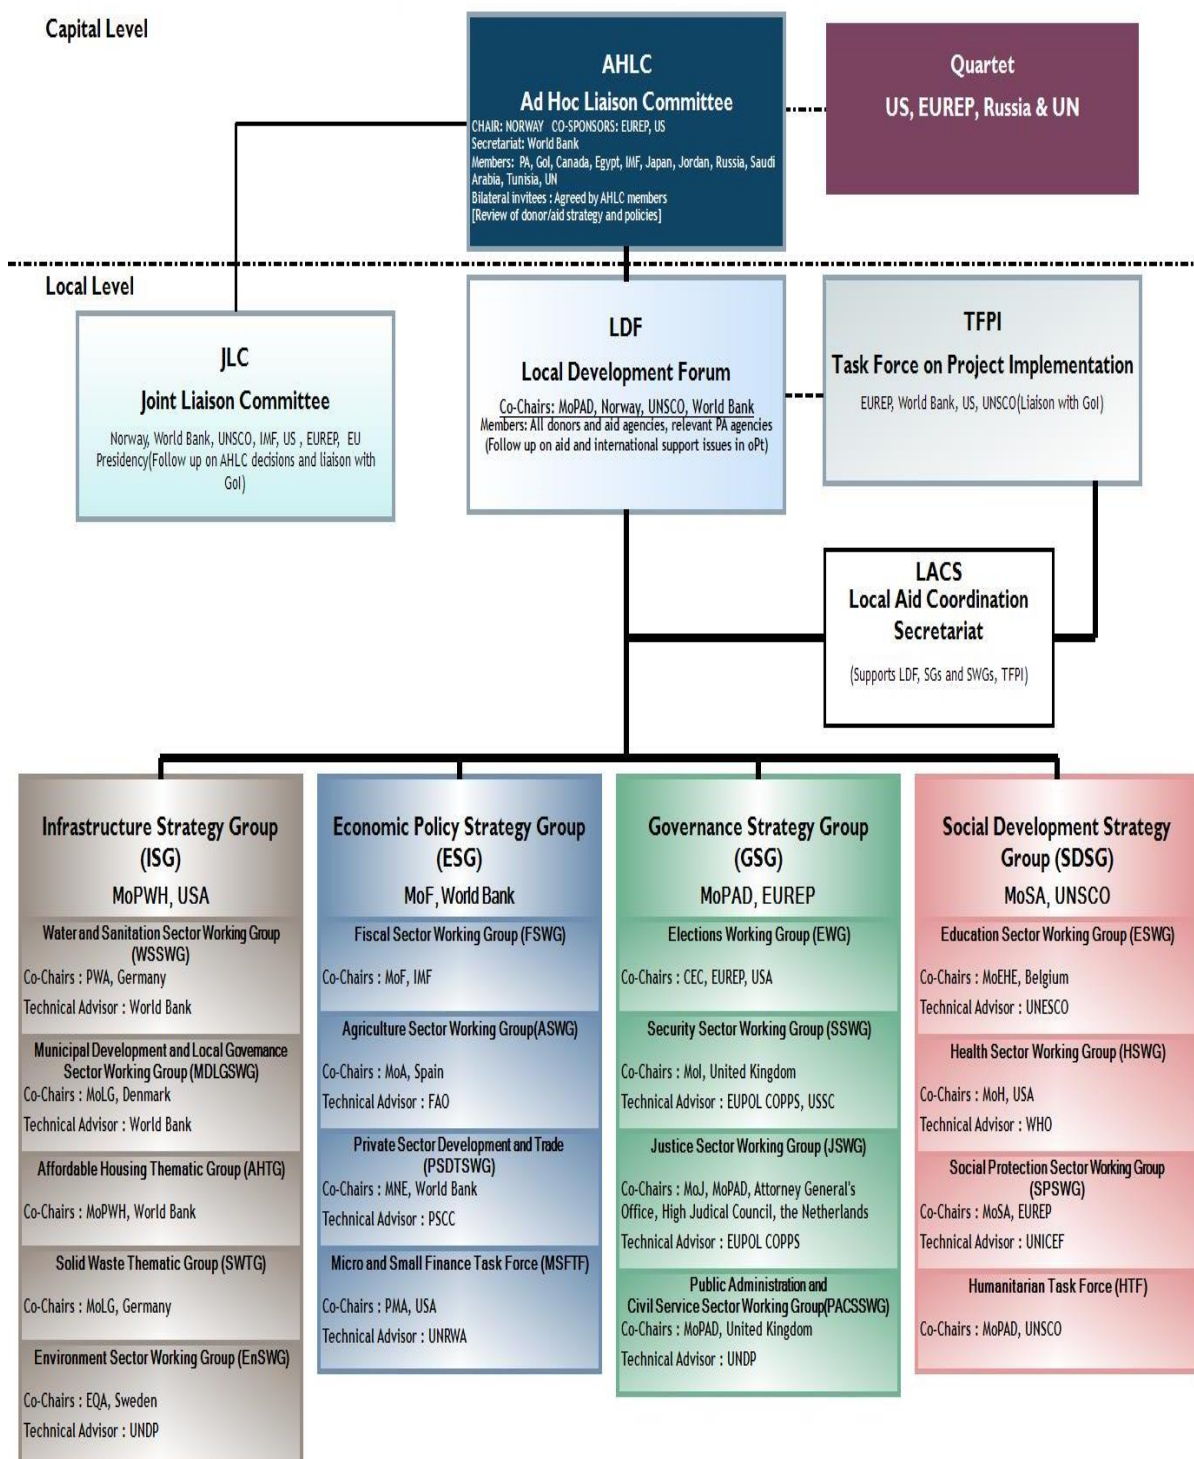 Capital Level
AHLC
Ad Hoc Liaison Committee
CHAIR: NORWAY CO-SPONSORS: EUREP, US
Secretariat: World Bank
Members: PA, GoI, Canada, Egypt, IMF, Japan, Jordan, Russia, Saudi
Arabia, Tunisia, UN
Bilateral invitees : Agreed by AHLC members
[Review of donor/aid strategy and policies]
Quartet
US, EUREP, Russia & UN
Local Level
JLC
Joint Liaison Committee
Norway, World Bank, UNSCO, IMF, US , EUREP, EU
Presidency(Follow up on AHLC decisions and liaison with
GoI)
LDF
Local Development Forum
Co-Chairs: MoPAD, Norway, UNSCO, World Bank
Members: All donors and aid agencies, relevant PA agencies
(Follow up on aid and international support issues in oPt)
TFPI
Task Force on Project Implementation
EUREP, World Bank, US, UNSCO(Liaison with GoI)
LACS
Local Aid Coordination
Secretariat
(Supports LDF, SGs and SWGs, TFPI)
Infrastructure Strategy Group
(ISG)
MoPWH, USA
Water and Sanitation Sector Working Group
(WSSWG)
Co-Chairs : PWA, Germany
Technical Advisor : World Bank
Municipal Development and Local Governance
Sector Working Group (MDLGSWG)
Co-Chairs : MoLG, Denmark
Technical Advisor : World Bank
Affordable Housing Thematic Group (AHTG)
Co-Chairs : MoPWH, World Bank
Solid Waste Thematic Group (SWTG)
Co-Chairs : MoLG, Germany
Environment Sector Working Group (EnSWG)
Co-Chairs : EQA, Sweden
Technical Advisor : UNDP
Economic Policy Strategy Group
(ESG)
MoF, World Bank
Fiscal Sector Working Group (FSWG)
Co-Chairs : MoF, IMF
Agriculture Sector Working Group(ASWG)
Co-Chairs : MoA, Spain
Technical Advisor : FAO
Private Sector Development and Trade
(PSDTSWG)
Co-Chairs : MNE, World Bank
Technical Advisor : PSCC
Micro and Small Finance Task Force (MSFTF)
Co-Chairs : PMA, USA
Technical Advisor : UNRWA
Governance Strategy Group
(GSG)
MoPAD, EUREP
Elections Working Group (EWG)
Co-Chairs : CEC, EUREP, USA
Security Sector Working Group (SSWG)
Co-Chairs : MoI, United Kingdom
Technical Advisor : EUPOL COPPS, USSC
Justice Sector Working Group (JSWG)
Co-Chairs : MoJ, MoPAD, Attorney General's
Office, High Judical Council, the Netherlands
Technical Advisor : EUPOL COPPS
Public Administration and
Civil Service Sector Working Group(PACSSWG)
Co-Chairs : MoPAD, United Kingdom
Technical Advisor : UNDP
Social Development Strategy
Group (SDSG)
MoSA, UNSCO
Education Sector Working Group (ESWG)
Co-Chairs : MoEHE, Belgium
Technical Advisor : UNESCO
Health Sector Working Group (HSWG)
Co-Chairs : MoH, USA
Technical Advisor : WHO
Social Protection Sector Working Group
(SPSWG)
Co-Chairs : MoSA, EUREP
Technical Advisor : UNICEF
Humanitarian Task Force (HTF)
Co-Chairs : MoPAD, UNSCO